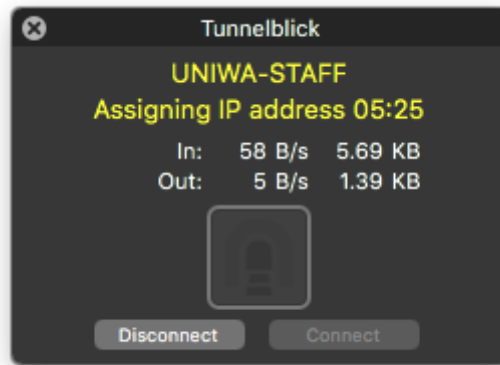 Tunnelblick
UNIWA-STAFF
Assigning IP address 05:25
In: 58 B/s 5.69 KB
Out: 5 B/s 1.39 KB
Disconnect Connect